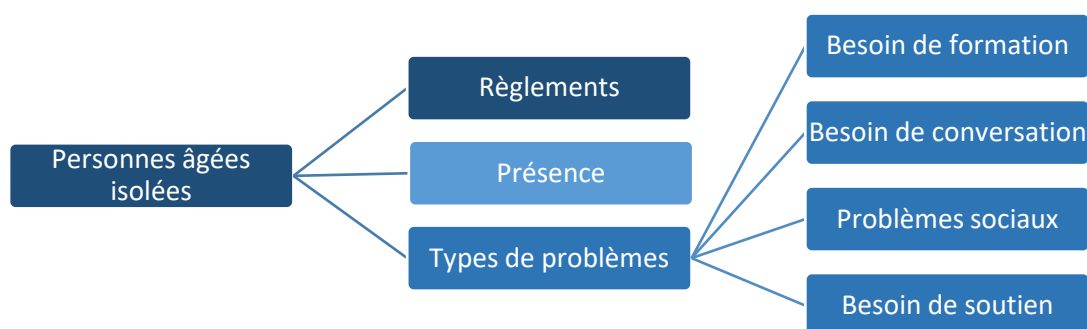 Personnes âgées
isolées
Règlements
Présence
Types de problèmes
Besoin de formation
Besoin de conversation
Problèmes sociaux
Besoin de soutien